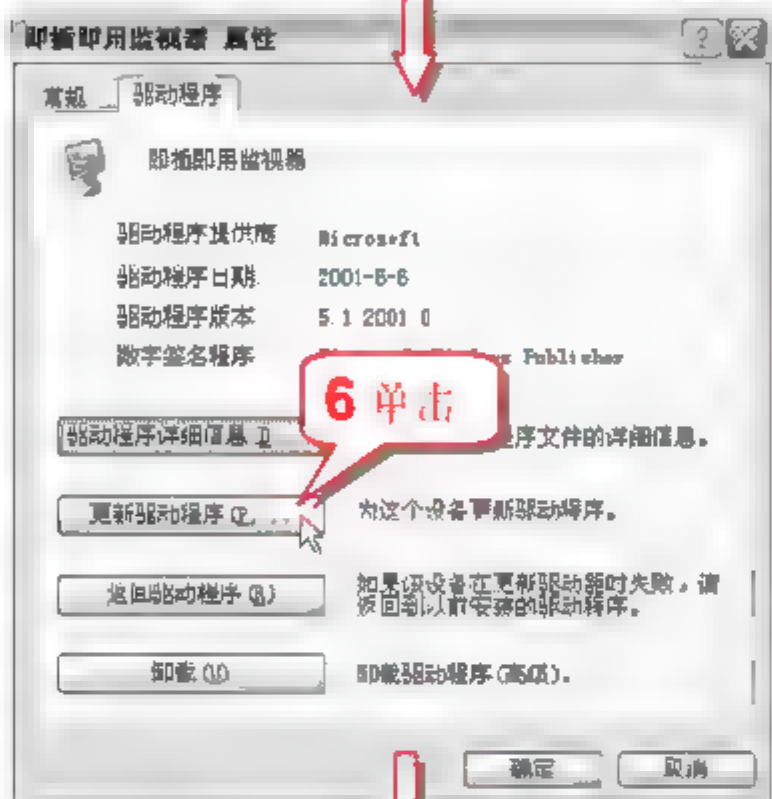 即插即用监视器 属性
常规 驱动程序
即插即用监视器
驱动程序提供商 Microsoft
驱动程序日期 2001-6-6
驱动程序版本 5.1.2001.0
数字签名程序 Publisher
6 单击
驱动程序详细信息 程序文件的详细信息。
更新驱动程序(P)... 为这个设备更新驱动程序。
返回驱动程序(R) 如果该设备在更新驱动器时失败，请
返回到以前安装的驱动程序。
卸载(U) 卸载驱动程序(高级)。
确定 取消